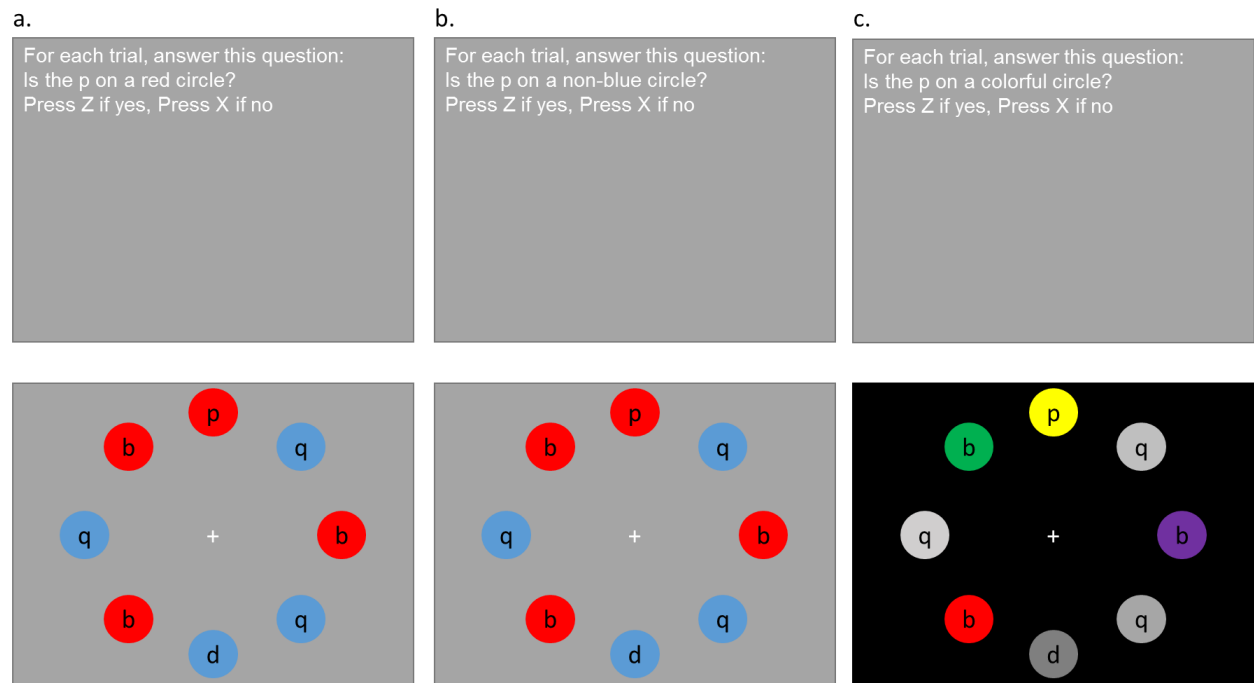 a.
For each trial, answer this question:
Is the p on a red circle?
Press Z if yes, Press X if no
b.
For each trial, answer this question:
Is the p on a non-blue circle?
Press Z if yes, Press X if no
c.
For each trial, answer this question:
Is the p on a colorful circle?
Press Z if yes, Press X if no
p
b q
q + b
b q
d
p
b q
q + b
b q
d
p
b q
q + b
b q
d